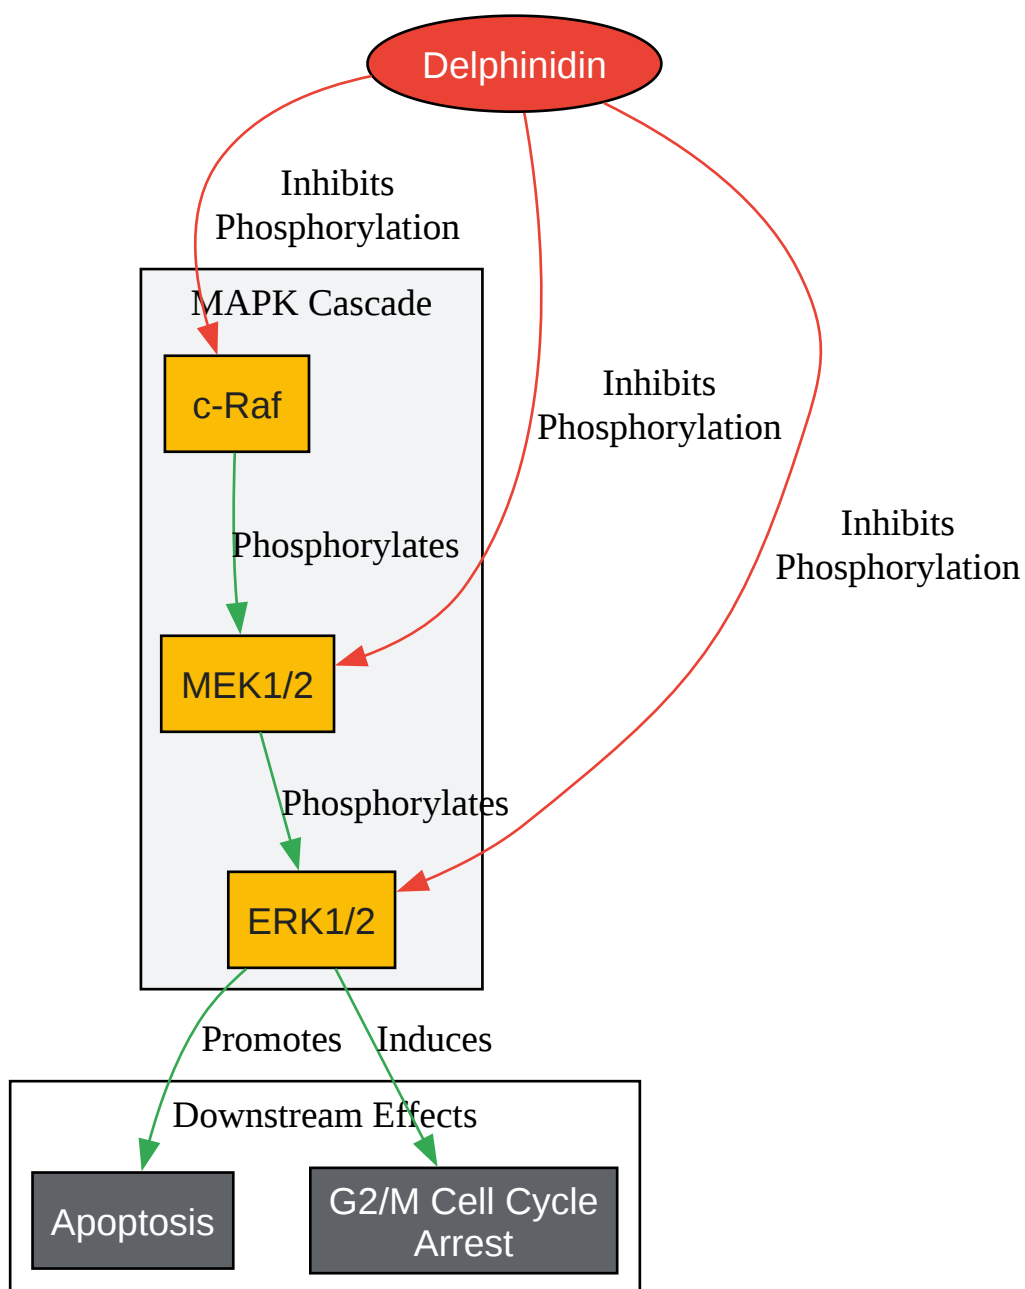 Delphinidin
Inhibits
Phosphorylation
MAPK Cascade
c-Raf
Inhibits
Phosphorylation
Phosphorylates
Inhibits
Phosphorylation
MEK1/2
Phosphorylates
ERK1/2
Promotes
Induces
Downstream Effects
Apoptosis
G2/M Cell Cycle
Arrest